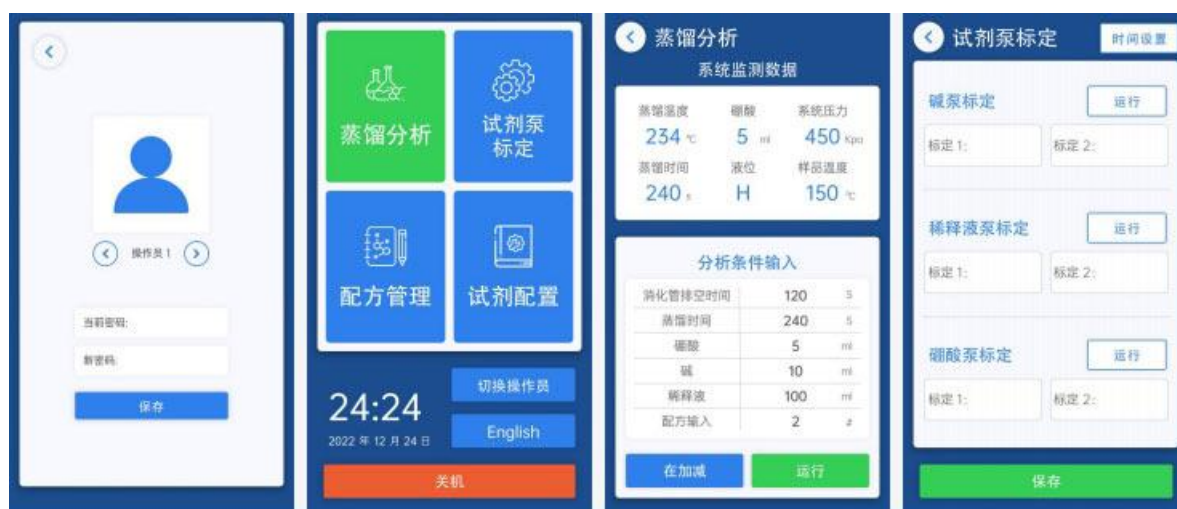 操作员 1
当前密码:
新密码:
保存
蒸馏分析
试剂泵
标定
配方管理
试剂配置
24:24
2022 年 12 月 24 日
切换操作员
English
关机
蒸馏分析
系统监测数据
蒸馏温度 硼酸 系统压力
234 ℃ 5 ml 450 Kpa
蒸馏时间 液位 样品温度
240 s H 150 ℃
分析条件输入
消化管排空时间 120 S
蒸馏时间 240 S
硼酸 5 ml
碱 10 ml
稀释液 100 ml
配方输入 2 #
在加减 运行
试剂泵标定 时间设置
碱泵标定 运行
标定 1: 标定 2:
稀释液泵标定 运行
标定 1: 标定 2:
硼酸泵标定 运行
标定 1: 标定 2:
保存